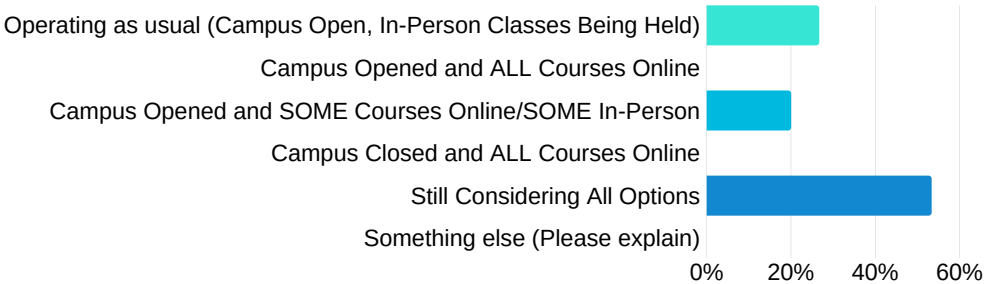 Operating as usual (Campus Open, In-Person Classes Being Held)
Campus Opened and ALL Courses Online
Campus Opened and SOME Courses Online/SOME In-Person
Campus Closed and ALL Courses Online
Still Considering All Options
Something else (Please explain)
0% 20% 40% 60%